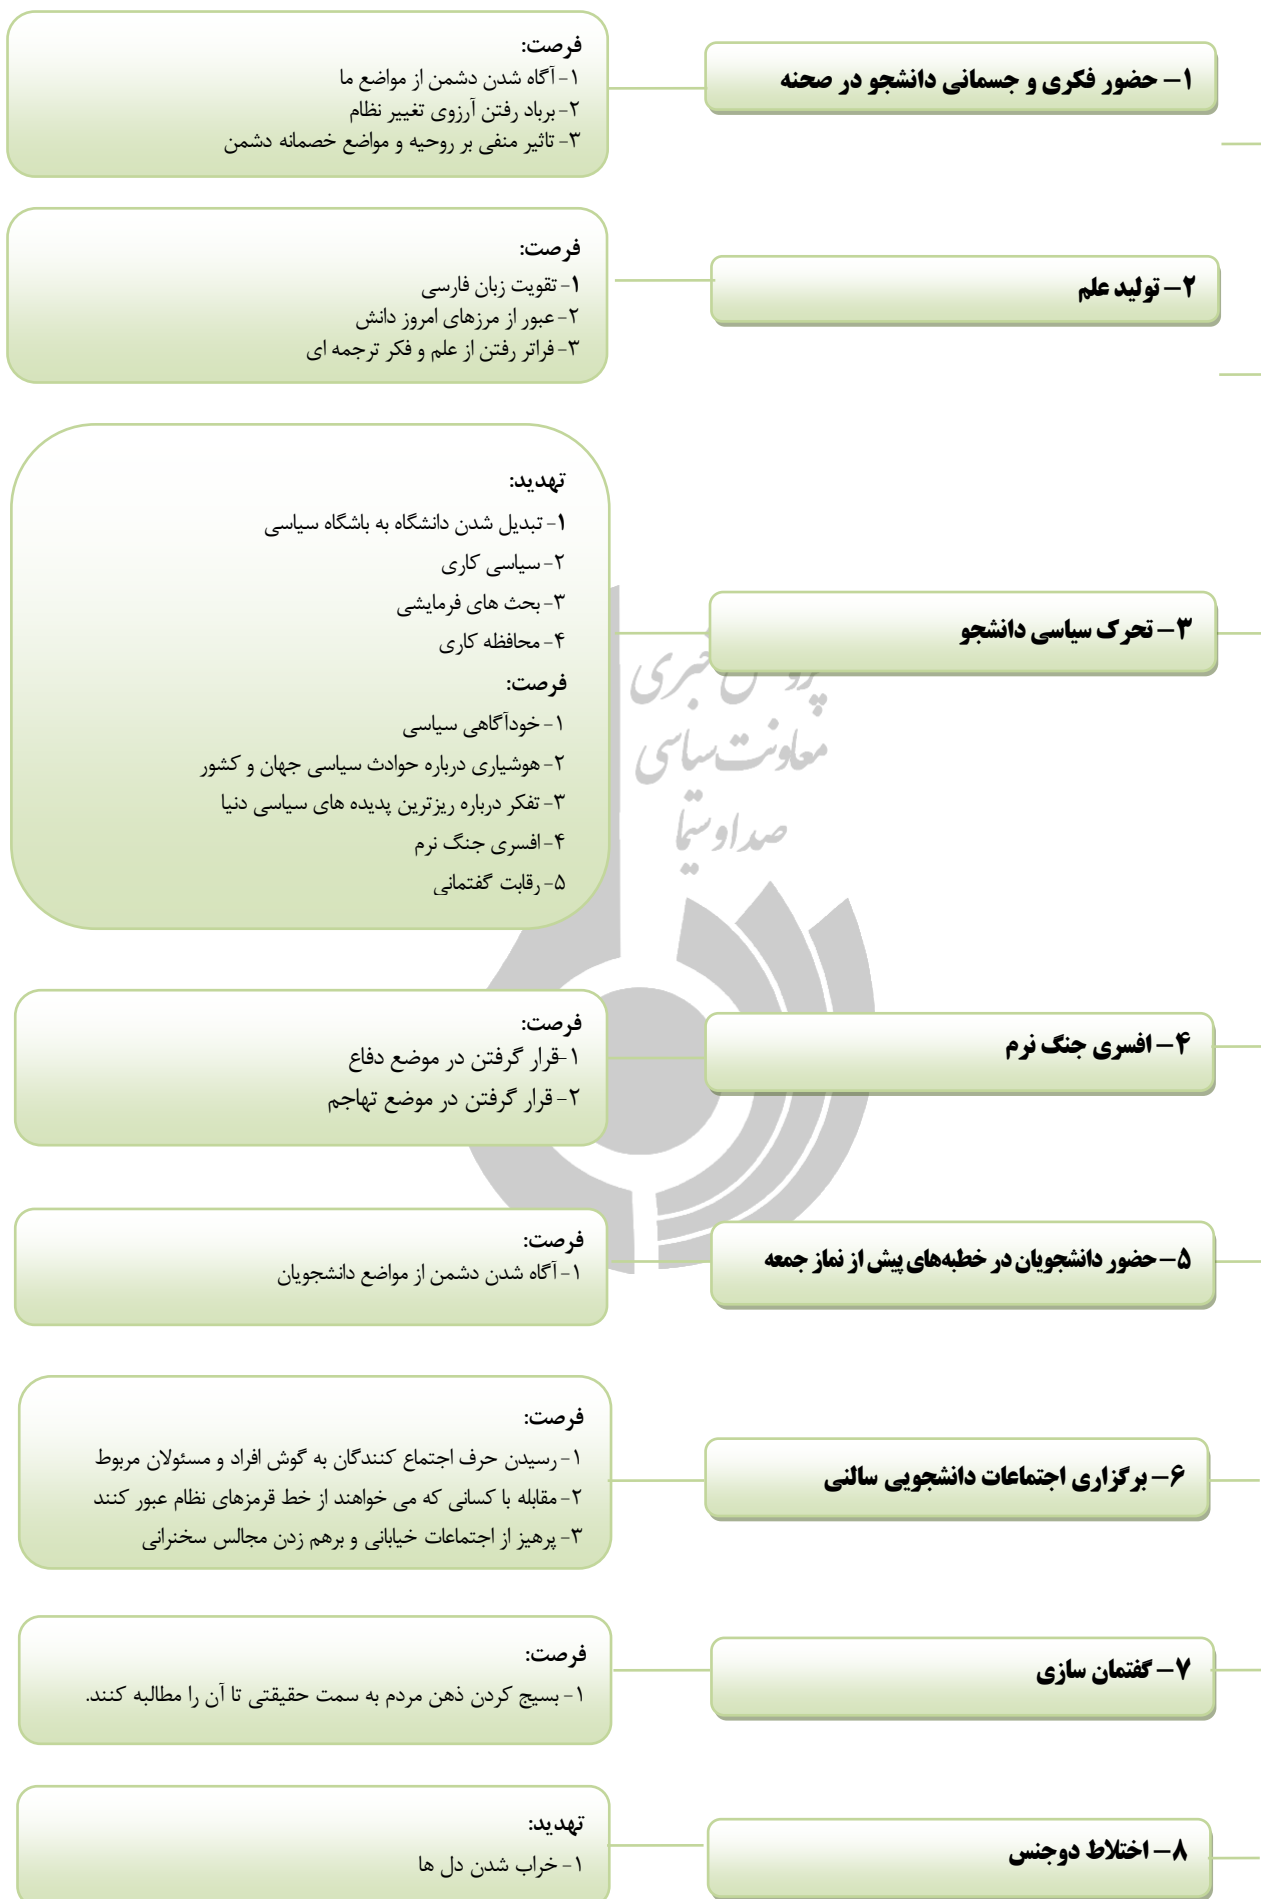 ۱- حضور فکری و جسمانی دانشجو در صحنه
فرصت:
۱- آگاه شدن دشمن از مواضع ما
۲- برباد رفتن آرزوی تغییر نظام
۳- تاثیر منفی بر روحیه و مواضع خصمانه دشمن
۲- تولید علم
فرصت:
۱- تقویت زبان فارسی
۲- عبور از مرزهای امروز دانش
۳- فراتر رفتن از علم و فکر ترجمه ای
۳- تحرک سیاسی دانشجو
تهدید:
۱- تبدیل شدن دانشگاه به باشگاه سیاسی
۲- سیاسی کاری
۳- بحث های فرمایشی
۴- محافظه کاری
فرصت:
۱- خودآگاهی سیاسی
۲- هوشیاری درباره حوادث سیاسی جهان و کشور
۳- تفکر درباره ریزترین پدیده های سیاسی دنیا
۴- افسری جنگ نرم
۵- رقابت گفتمانی
خبری
معاونت سیاسی
صدا و سیما
۴- افسری جنگ نرم
فرصت:
۱- قرار گرفتن در موضع دفاع
۲- قرار گرفتن در موضع تهاجم
۵- حضور دانشجویان در خطبه‌های پیش از نماز جمعه
فرصت:
۱- آگاه شدن دشمن از مواضع دانشجویان
۶- برگزاری اجتماعات دانشجویی سالنی
فرصت:
۱- رسیدن حرف اجتماع کنندگان به گوش افراد و مسئولان مربوط
۲- مقابله با کسانی که می خواهند از خط قرمزهای نظام عبور کنند
۳- پرهیز از اجتماعات خیابانی و برهم زدن مجالس سخنرانی
۷- گفتمان سازی
فرصت:
۱- بسیج کردن ذهن مردم به سمت حقیقتی تا آن را مطالبه کنند.
۸- اختلاط دوجنس
تهدید:
۱- خراب شدن دل ها